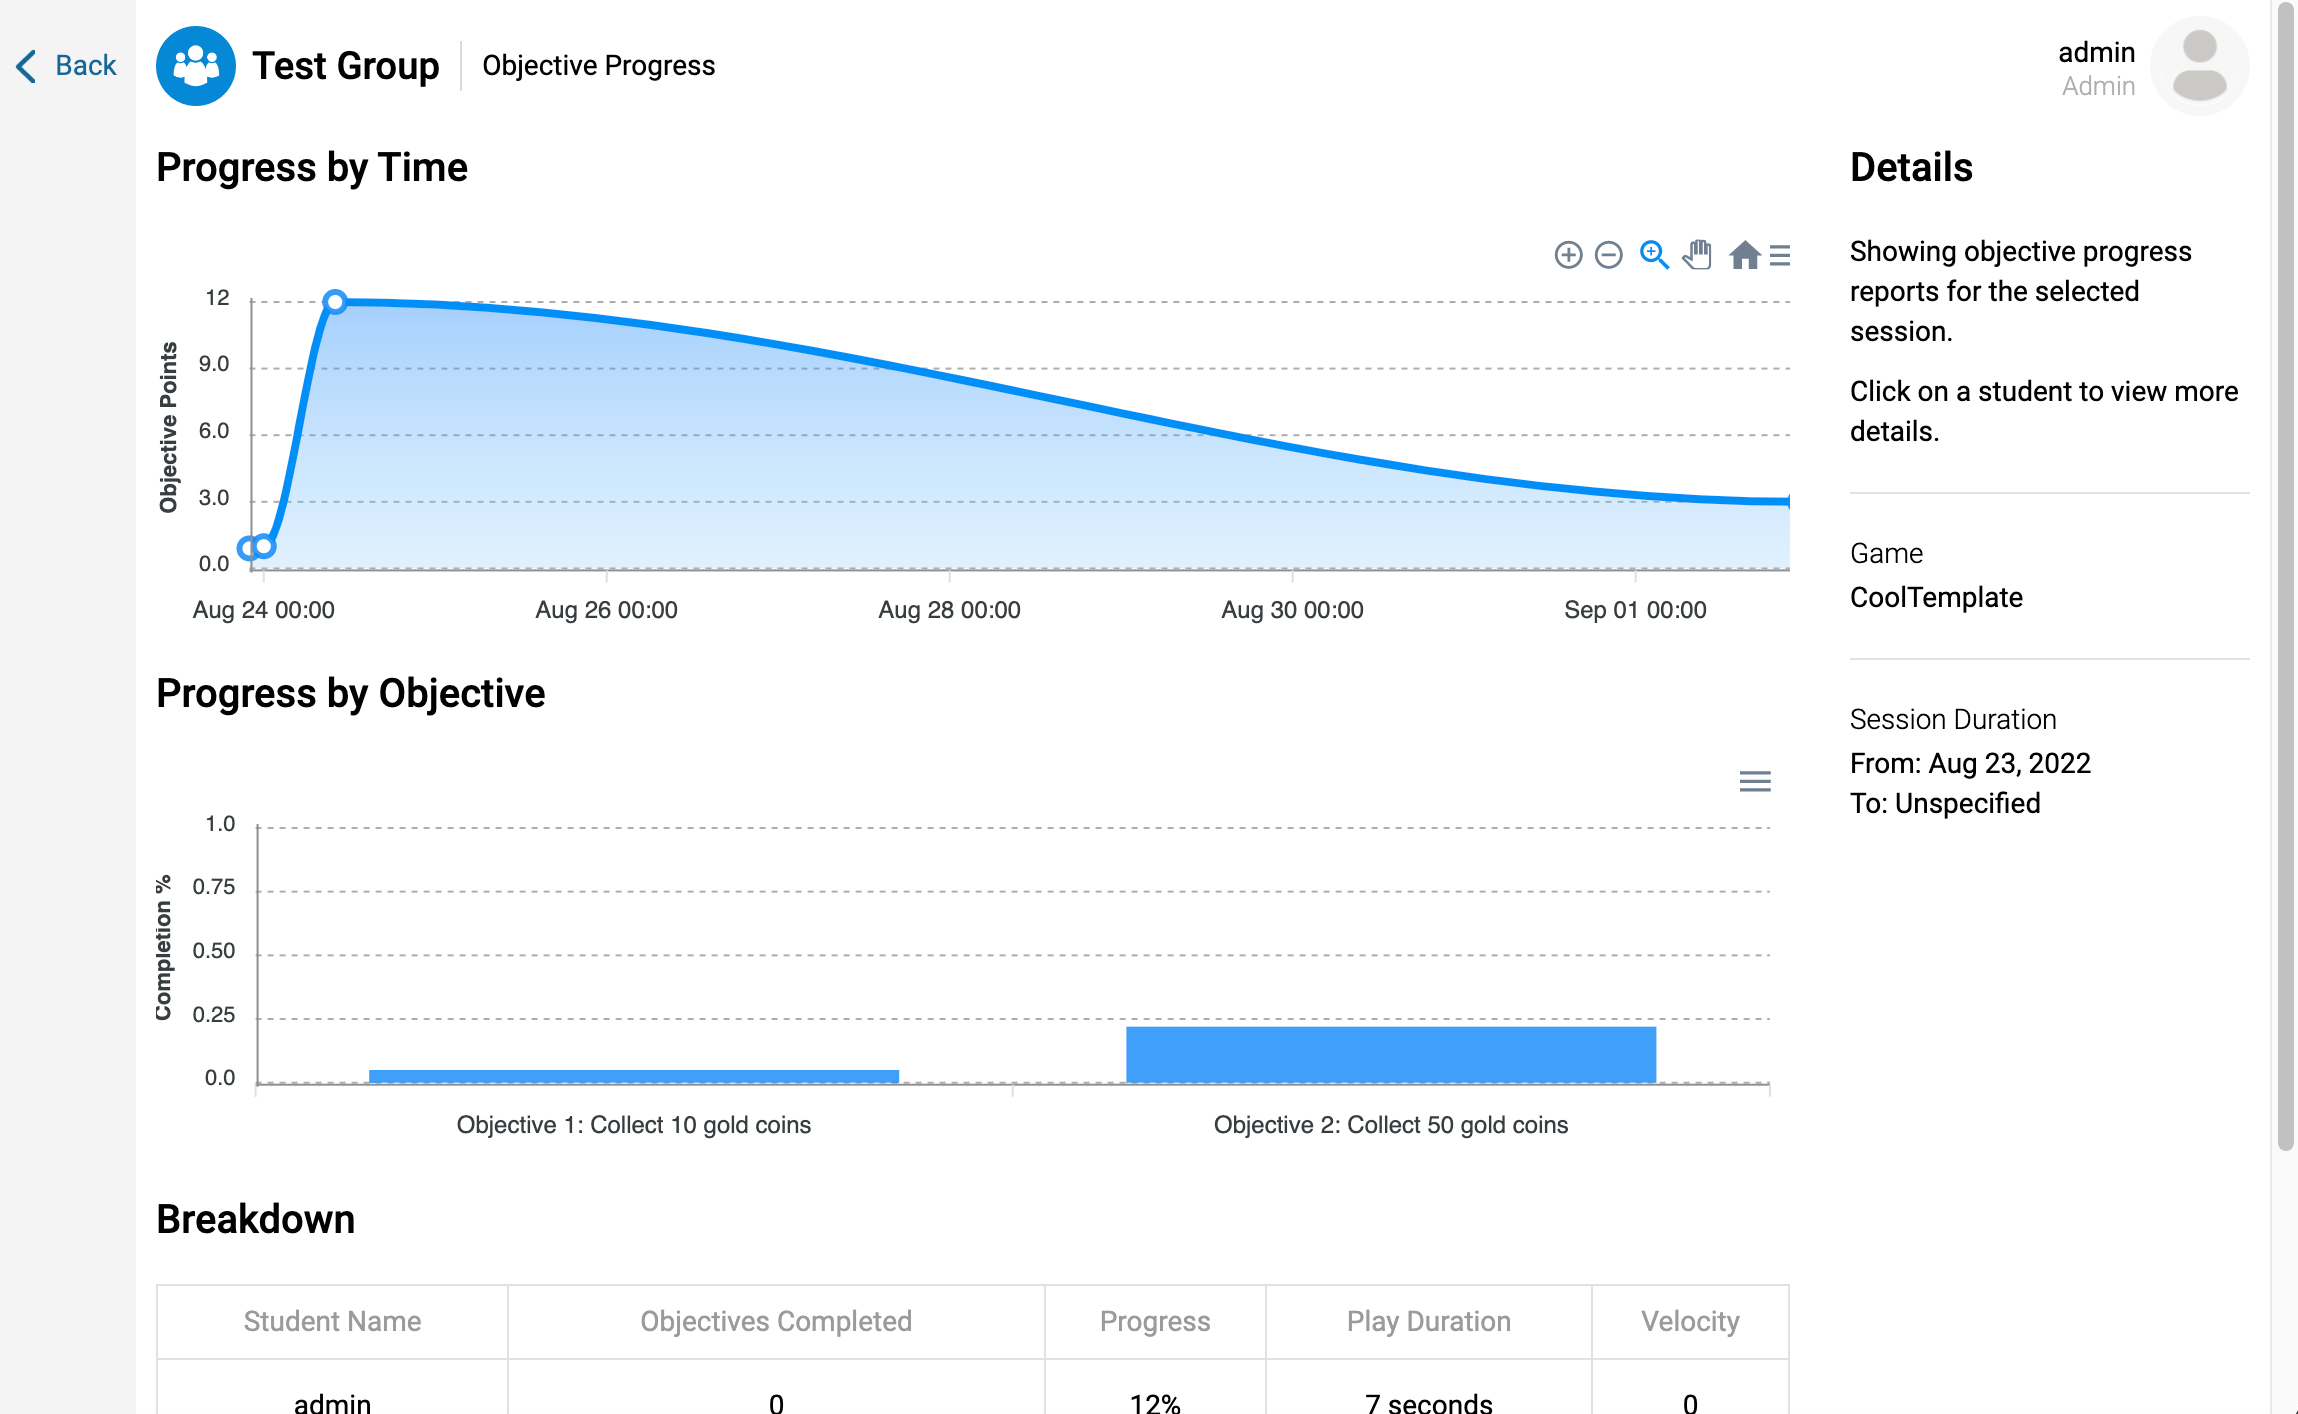 Back
Test Group
Objective Progress
admin
Admin
Progress by Time
12
9.0
6.0
3.0
0.0
Objective Points
Aug 24 00:00
Aug 26 00:00
Aug 28 00:00
Aug 30 00:00
Sep 01 00:00
Progress by Objective
1.0
0.75
0.50
0.25
0.0
Completion %
Objective 1: Collect 10 gold coins
Objective 2: Collect 50 gold coins
Breakdown
Student Name Objectives Completed Progress Play Duration Velocity
admin 0 12% 7 seconds 0
Details
Showing objective progress
reports for the selected
session.
Click on a student to view more
details.
Game
CoolTemplate
Session Duration
From: Aug 23, 2022
To: Unspecified